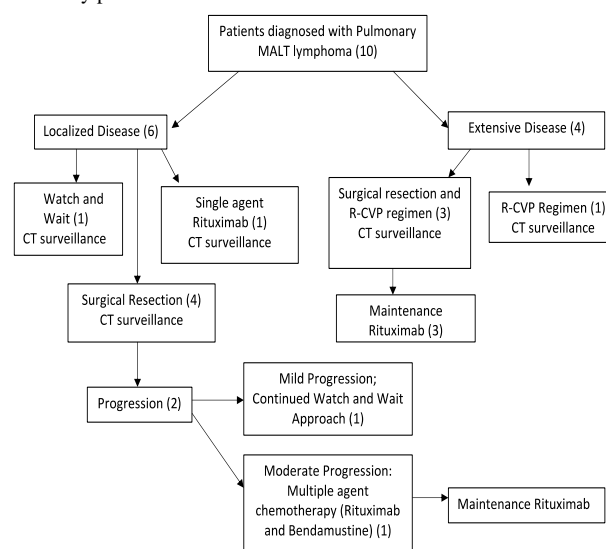 Patients diagnosed with Pulmonary
MALT lymphoma (10)
Localized Disease (6)
Extensive Disease (4)
Watch and
Wait (1)
CT surveillance
Single agent
Rituximab (1)
CT surveillance
Surgical resection and
R-CVP regimen (3)
CT surveillance
R-CVP Regimen (1)
CT surveillance
Surgical Resection (4)
CT surveillance
Maintenance
Rituximab (3)
Progression (2)
Mild Progression;
Continued Watch and Wait
Approach (1)
Moderate Progression:
Multiple agent
chemotherapy (Rituximab
and Bendamustine) (1)
Maintenance Rituximab